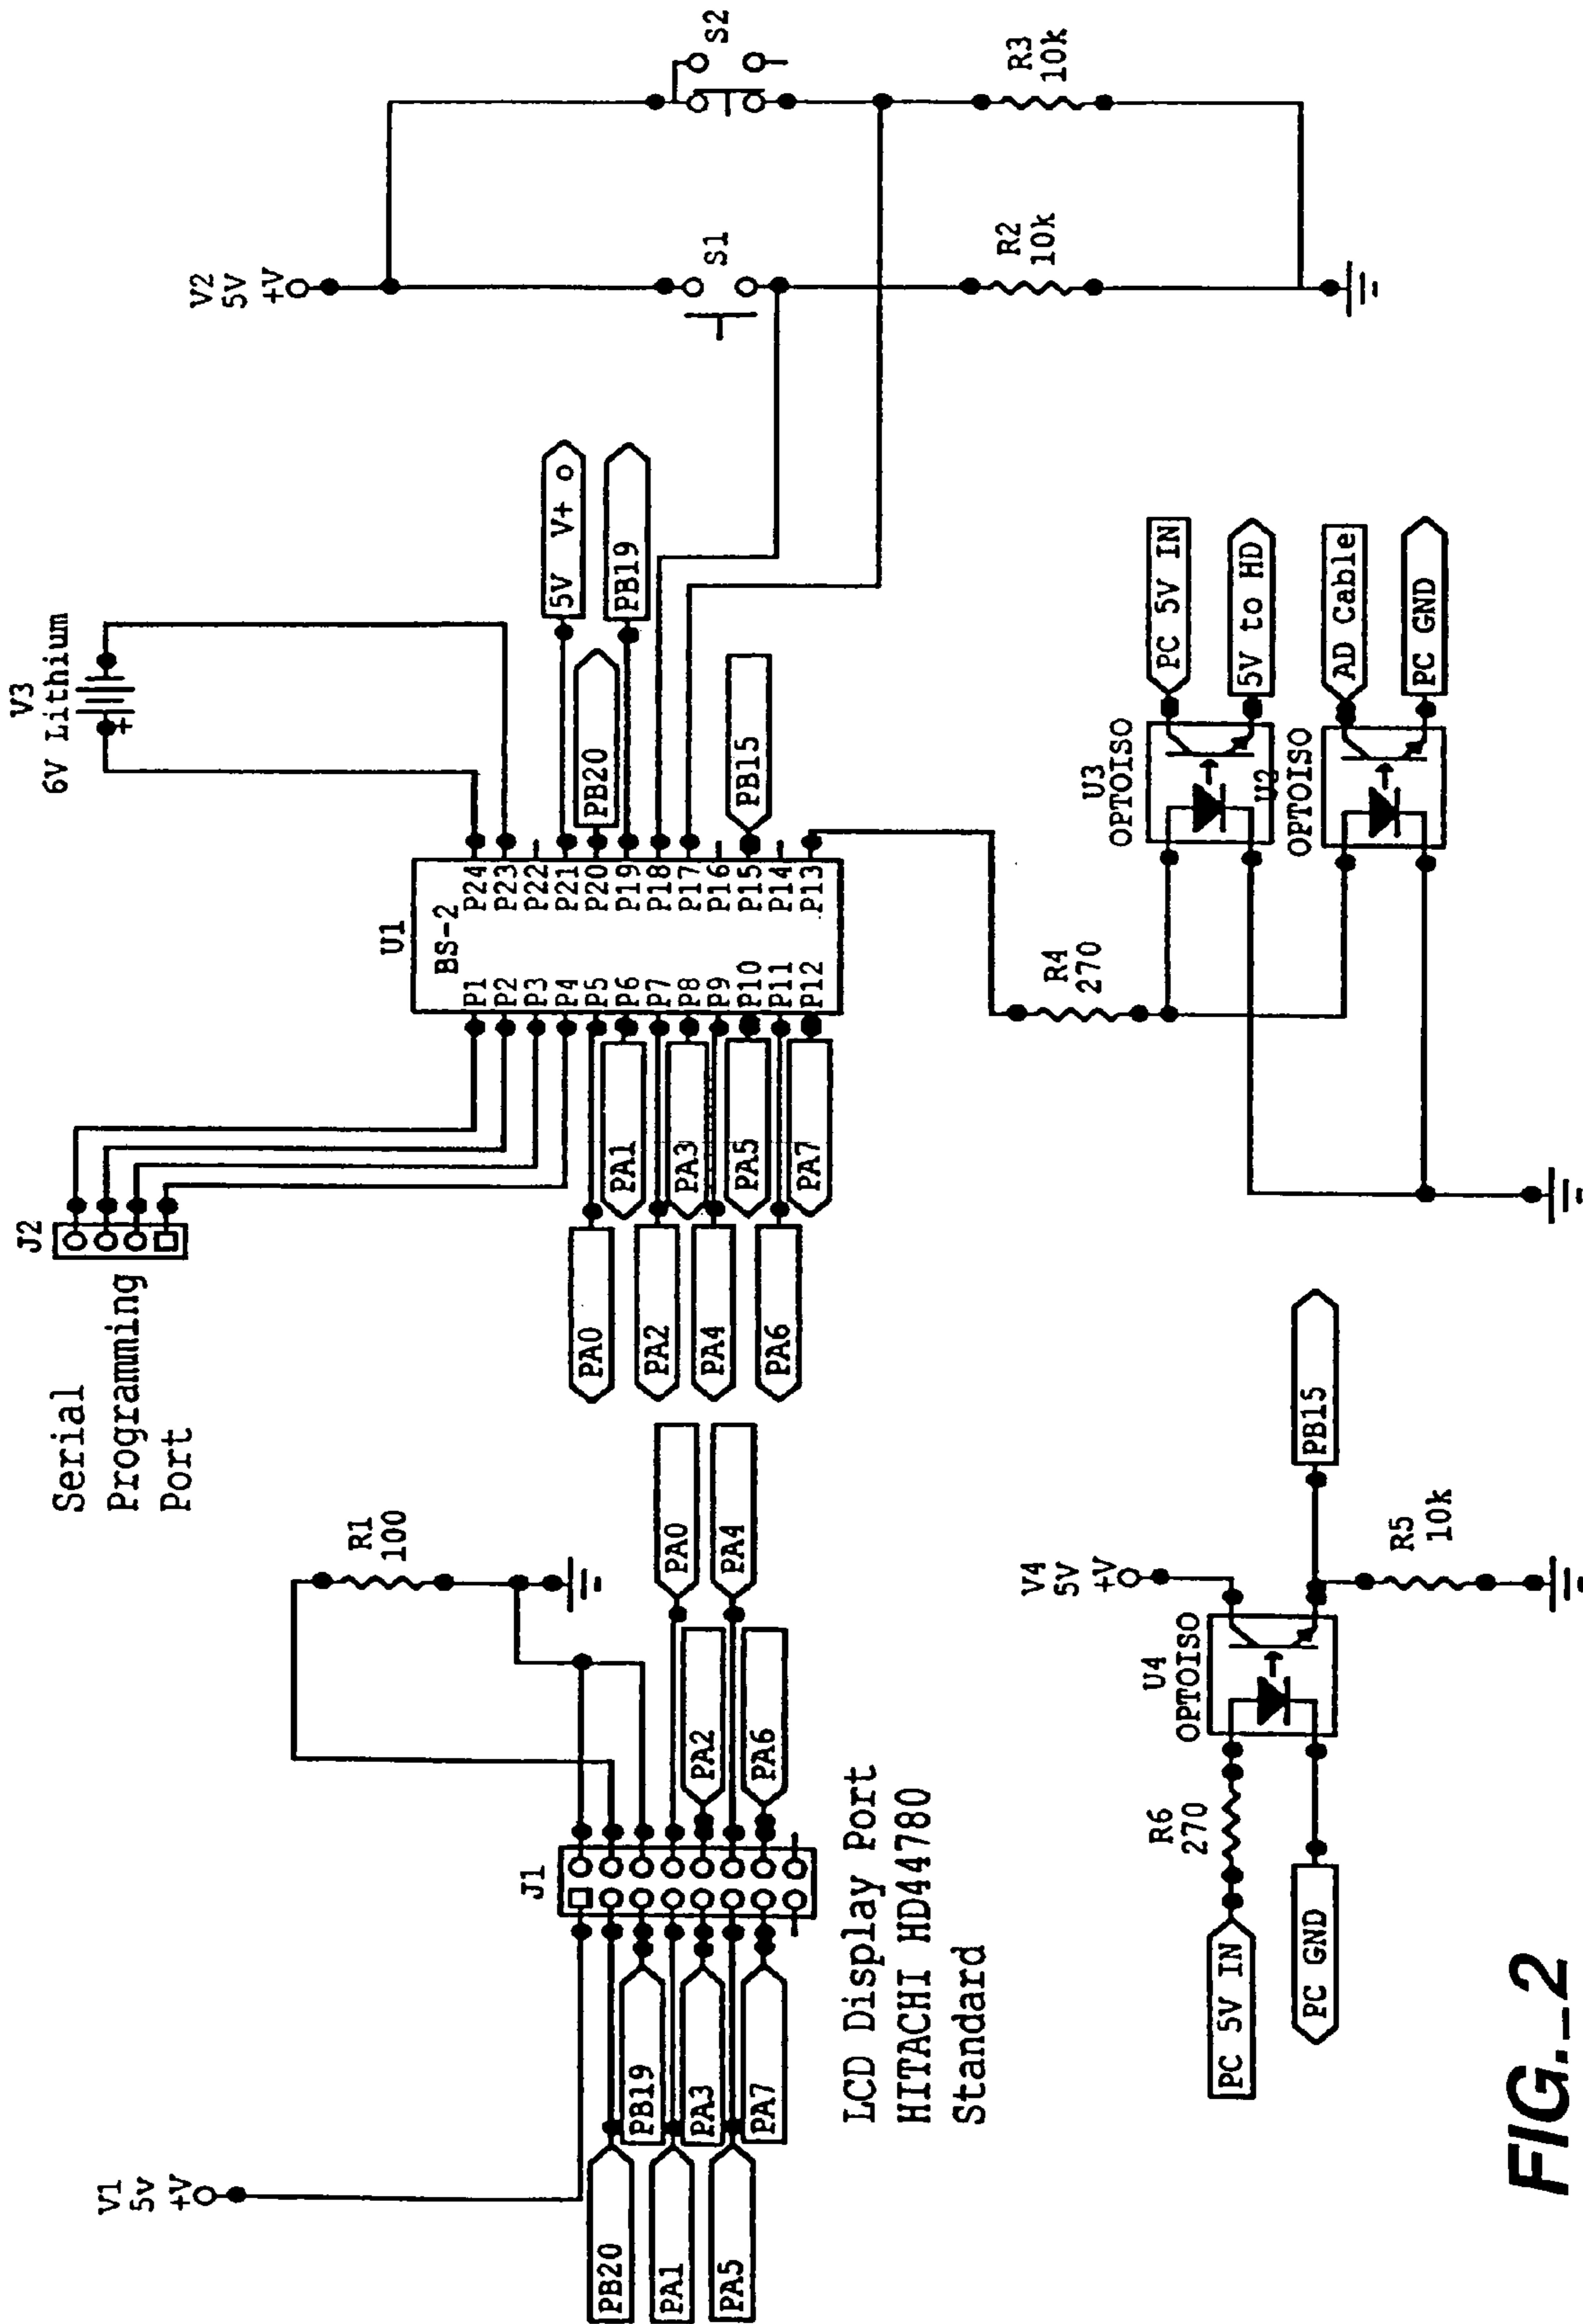 V1
5v
+V
PB20
PB19
PA1
PA3
PA5
PA7
J1
R1
100
PA0
PA2
PA4
PA6
LCD Display Port
HITACHI HD44780
Standard
Serial
Programming
Port
J2
V3
6V Lithium
+
U1
BS-2
P1
P2
P3
P4
P5
P6
P7
P8
P9
P10
P11
P12
P24
P23
P22
P21
P20
P19
P18
P17
P16
P15
P14
P13
PA0
PA1
PA2
PA3
PA4
PA5
PA6
PA7
5V V+ o
PB20
PB19
PB15
V2
5V
+V
S1
S2
R2
10k
R3
10k
R4
270
U3
OPTOISO
PC 5V IN
5V to HD
U2
OPTOISO
AD Cable
PC GND
PC 5V IN
PC GND
R6
270
U4
OPTOISO
V4
5V
+V
PB15
R5
10k
FIG._2